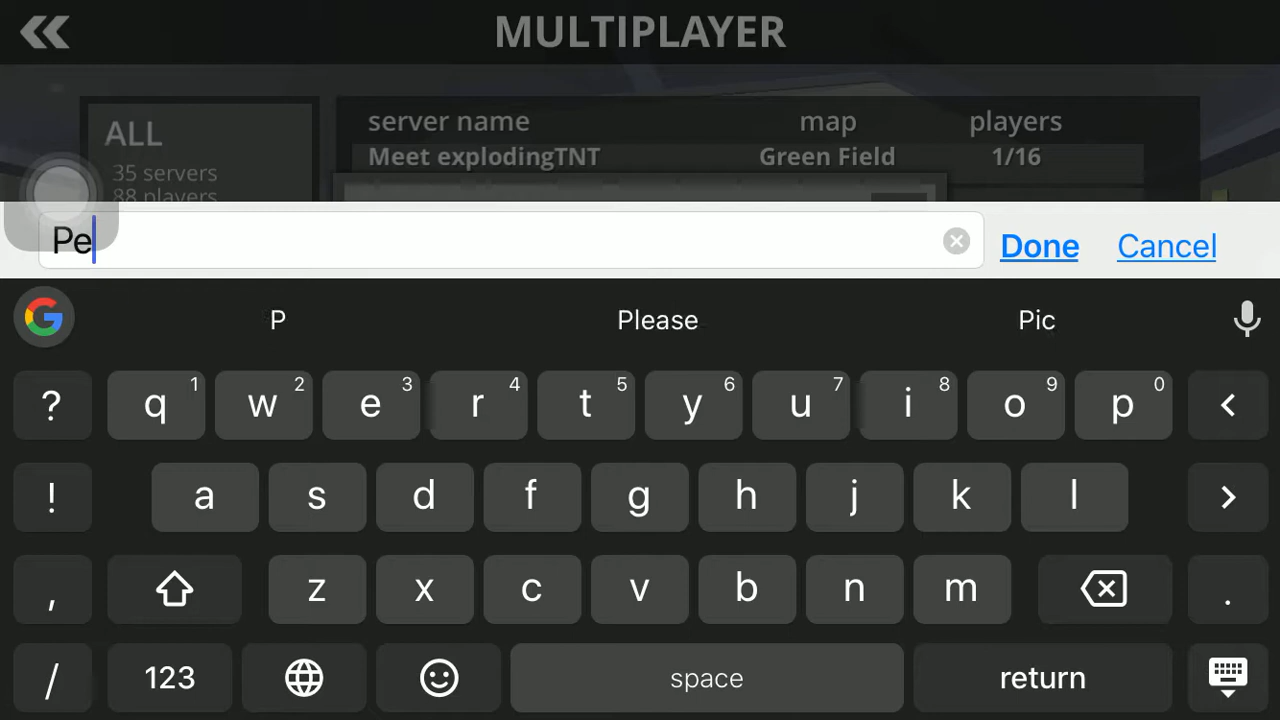 MULTIPLAYER
ALL
35 servers
88 players
server name map players
Meet explodingTNT Green Field 1/16
Pe
Done Cancel
P Please Pic
? q 1 w 2 e 3 r 4 t 5 y 6 u 7 i 8 o 9 p 0 <
! a s d f g h j k l >
, z x c v b n m .
/ 123 space return